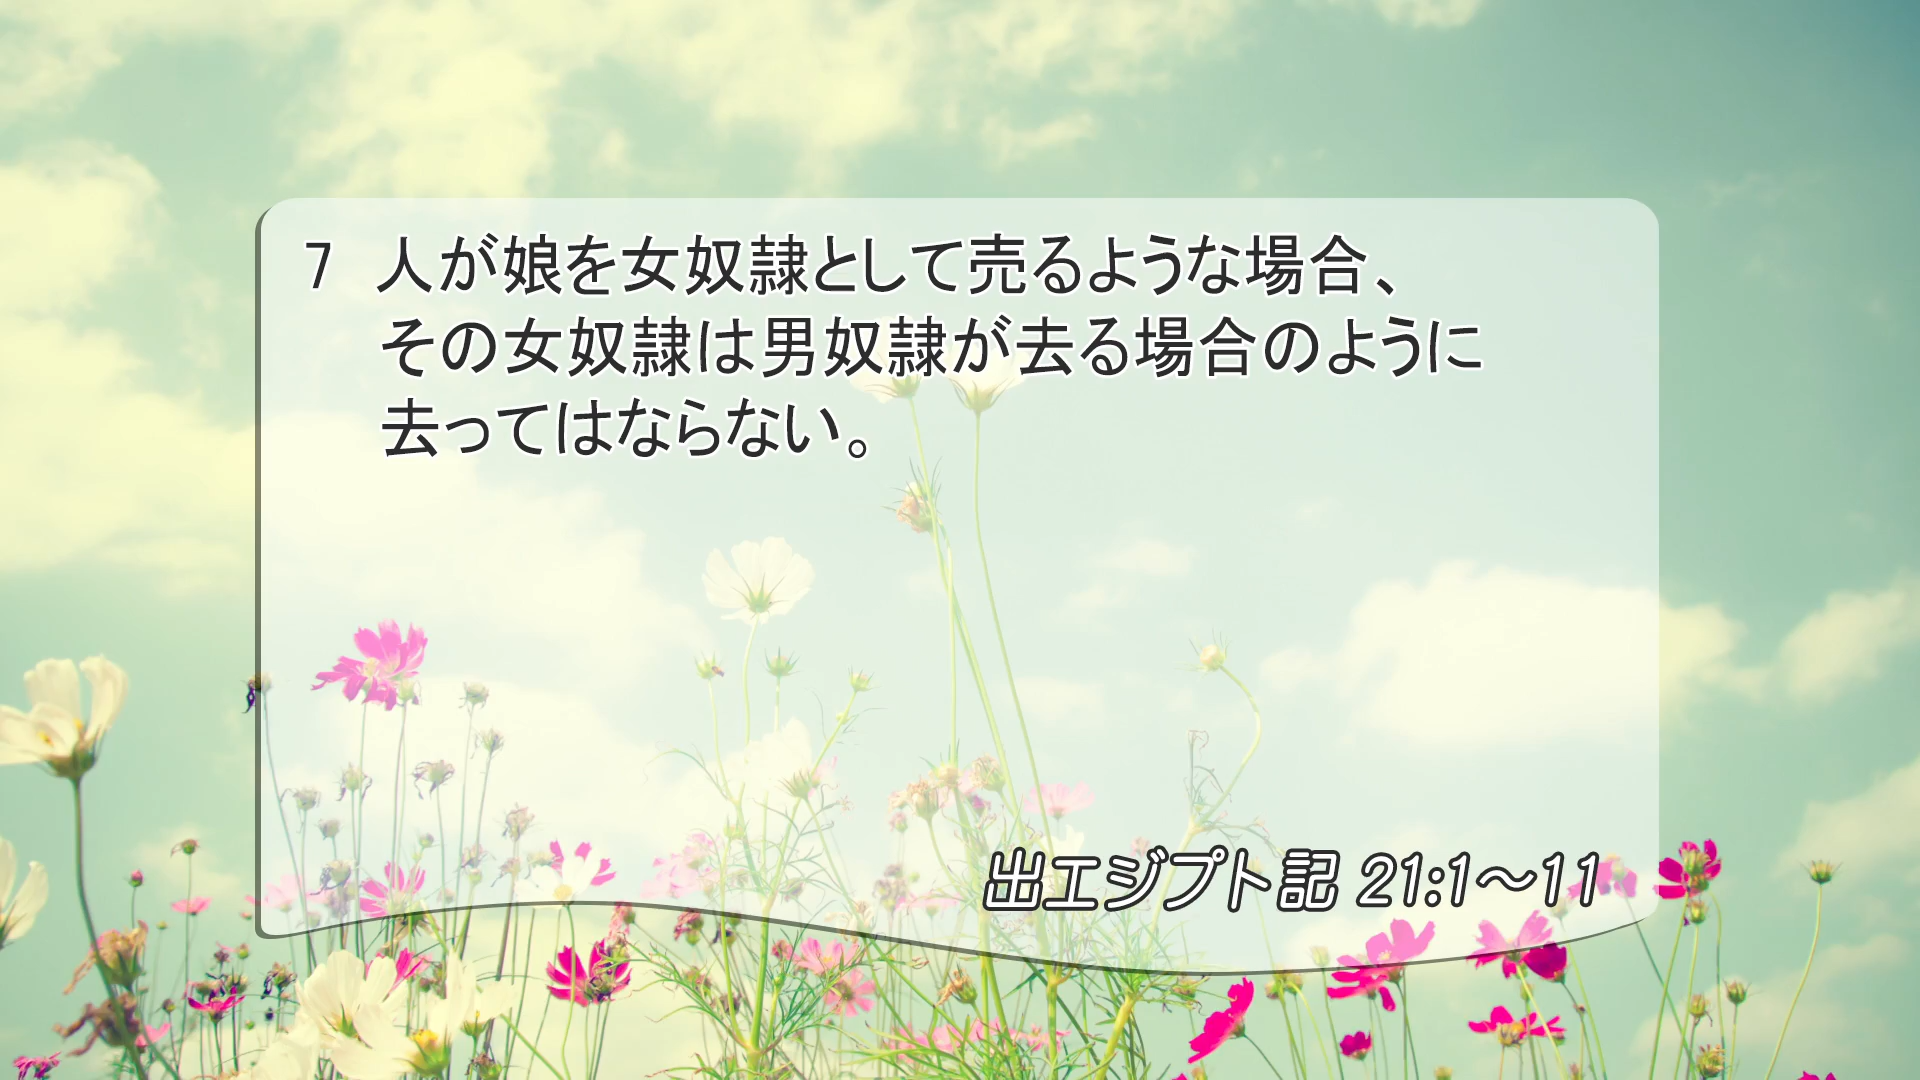 7 人が娘を女奴隷として売るような場合、
その女奴隷は男奴隷が去る場合のように
去ってはならない。
出エジプト記 21:1～11